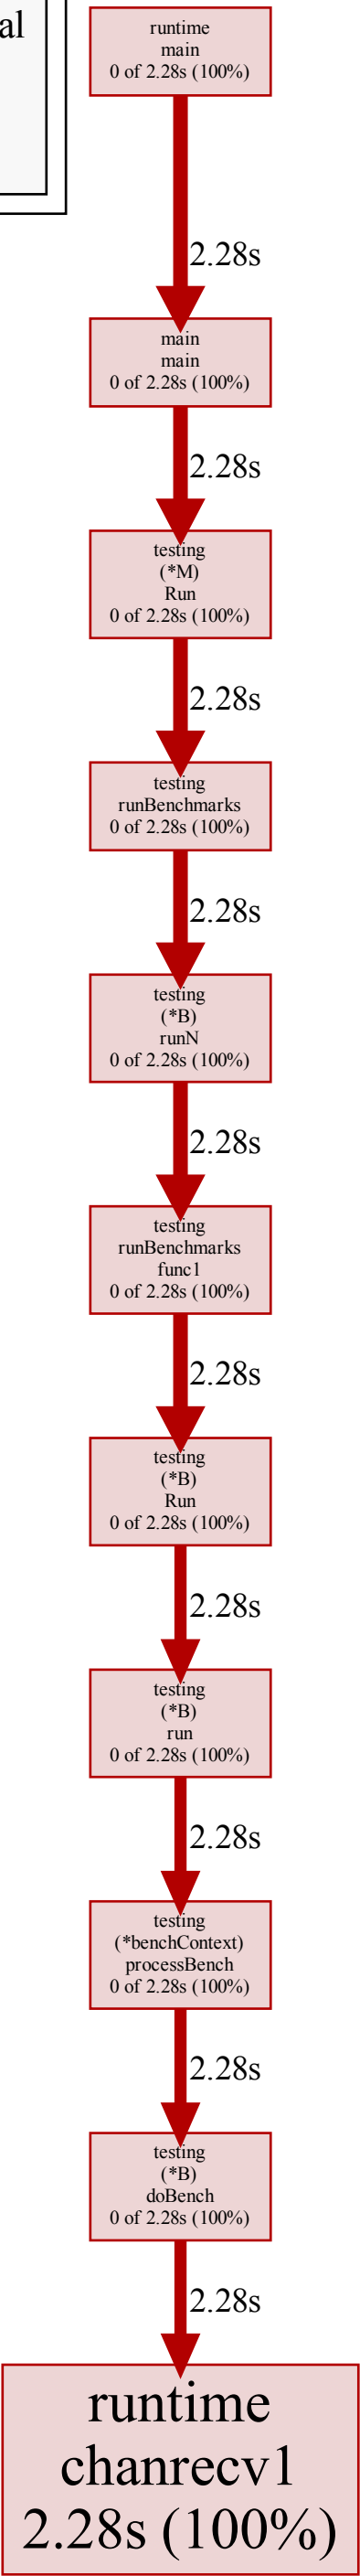 al
runtime
main
0 of 2.28s (100%)
2.28s
main
main
0 of 2.28s (100%)
2.28s
testing
(*M)
Run
0 of 2.28s (100%)
2.28s
testing
runBenchmarks
0 of 2.28s (100%)
2.28s
testing
(*B)
runN
0 of 2.28s (100%)
2.28s
testing
runBenchmarks
func1
0 of 2.28s (100%)
2.28s
testing
(*B)
Run
0 of 2.28s (100%)
2.28s
testing
(*B)
run
0 of 2.28s (100%)
2.28s
testing
(*benchContext)
processBench
0 of 2.28s (100%)
2.28s
testing
(*B)
doBench
0 of 2.28s (100%)
2.28s
runtime
chanrecv1
2.28s (100%)